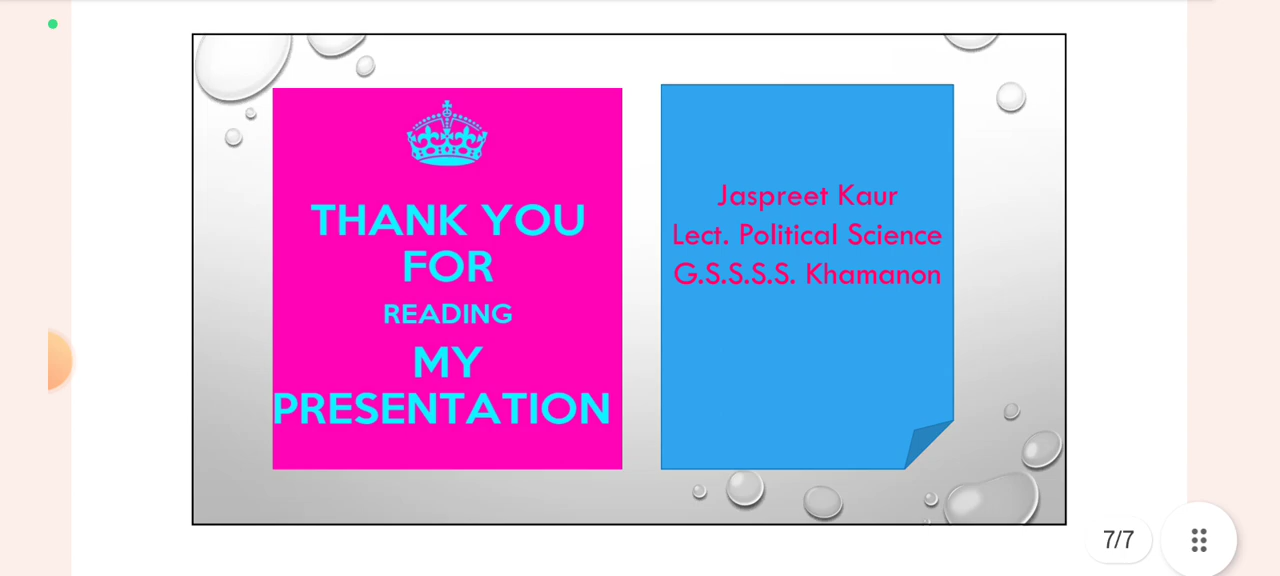 THANK YOU
FOR
READING
MY
PRESENTATION
Jaspreet Kaur
Lect. Political Science
G.S.S.S.S. Khamanon
7/7